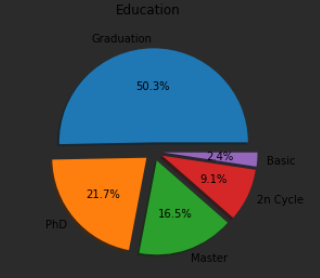 Education
Graduation
50.3%
2.4%
Basic
9.1%
2n Cycle
21.7%
16.5%
PhD
Master